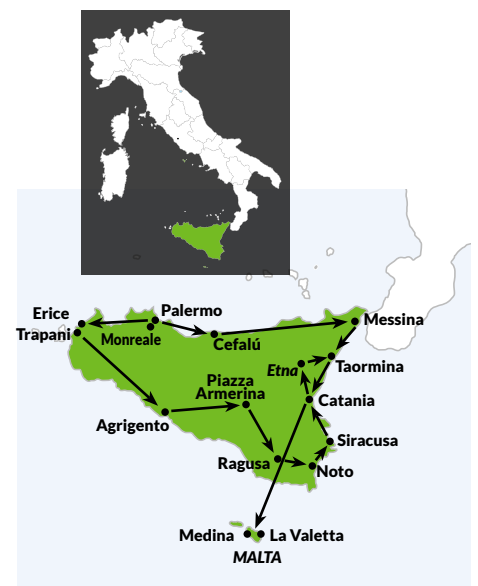 Erice
Palermo
Messina
Trapani
Monreale
Cefalú
Etna
Taormina
Piazza
Armerina
Catania
Agrigento
Siracusa
Ragusa
Noto
Medina
La Valetta
MALTA